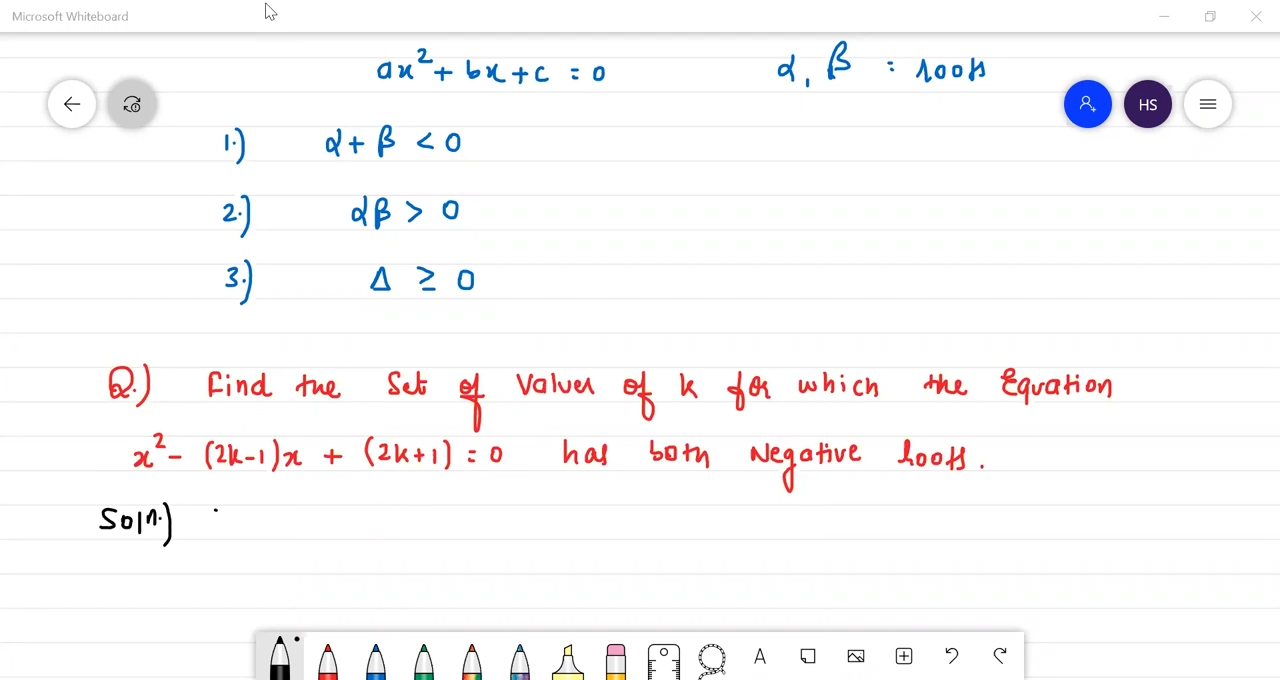 Microsoft Whiteboard
ax² + bx + c = 0 α, β : roots
HS
1.) α + β < 0
2.) αβ > 0
3.) Δ ≥ 0
Q.) Find the Set of Values of k for which the Equation
x² - (2k-1)x + (2k+1) = 0 has both Negative roots.
Soln.)
A